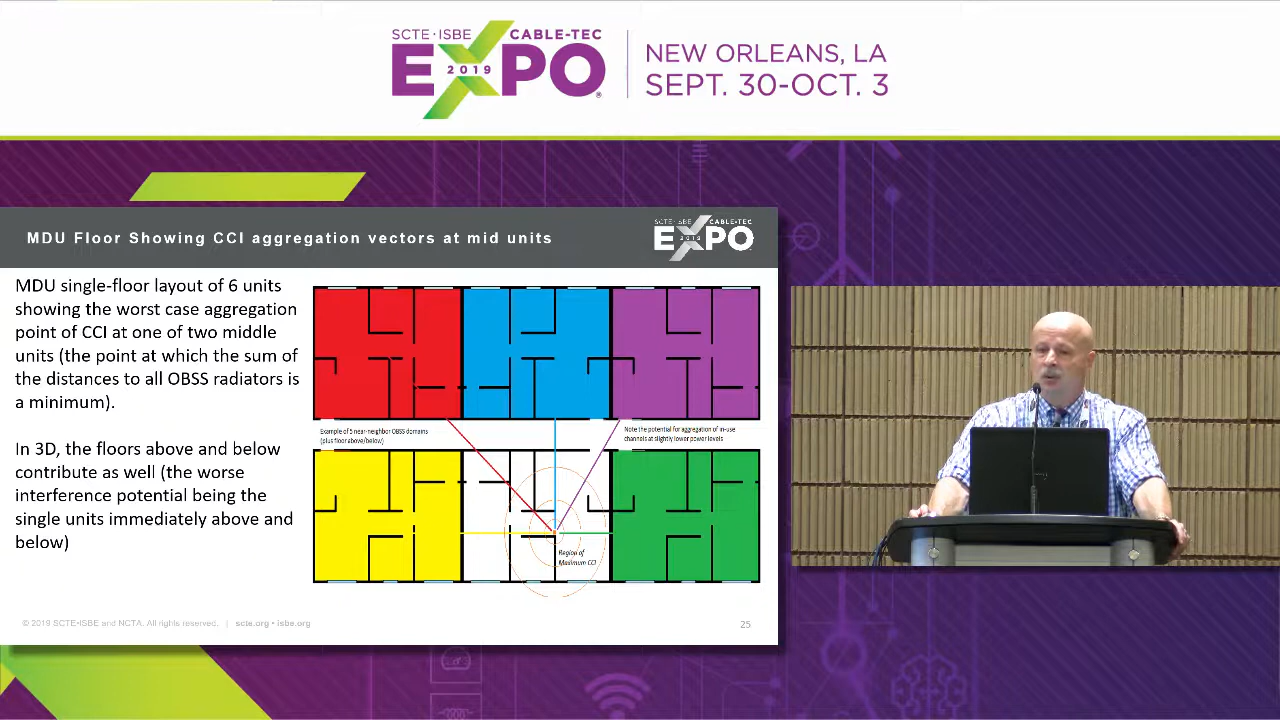 SCTE • ISBE CABLE-TEC
EXPO
2019
NEW ORLEANS, LA
SEPT. 30-OCT. 3
MDU Floor Showing CCI aggregation vectors at mid units
SCTE • ISBE CABLE-TEC
EXPO
2019
MDU single-floor layout of 6 units
showing the worst case aggregation
point of CCI at one of two middle
units (the point at which the sum of
the distances to all OBSS radiators is
a minimum).
In 3D, the floors above and below
contribute as well (the worse
interference potential being the
single units immediately above and
below)
Example of 5 near-neighbor OBSS domains
(plus floor above/below)
Note the potential for aggregation of in-use
channels at slightly lower power levels
Region of
Maximum CCI
© 2019 SCTE•ISBE and NCTA. All rights reserved. | scte.org • isbe.org
25